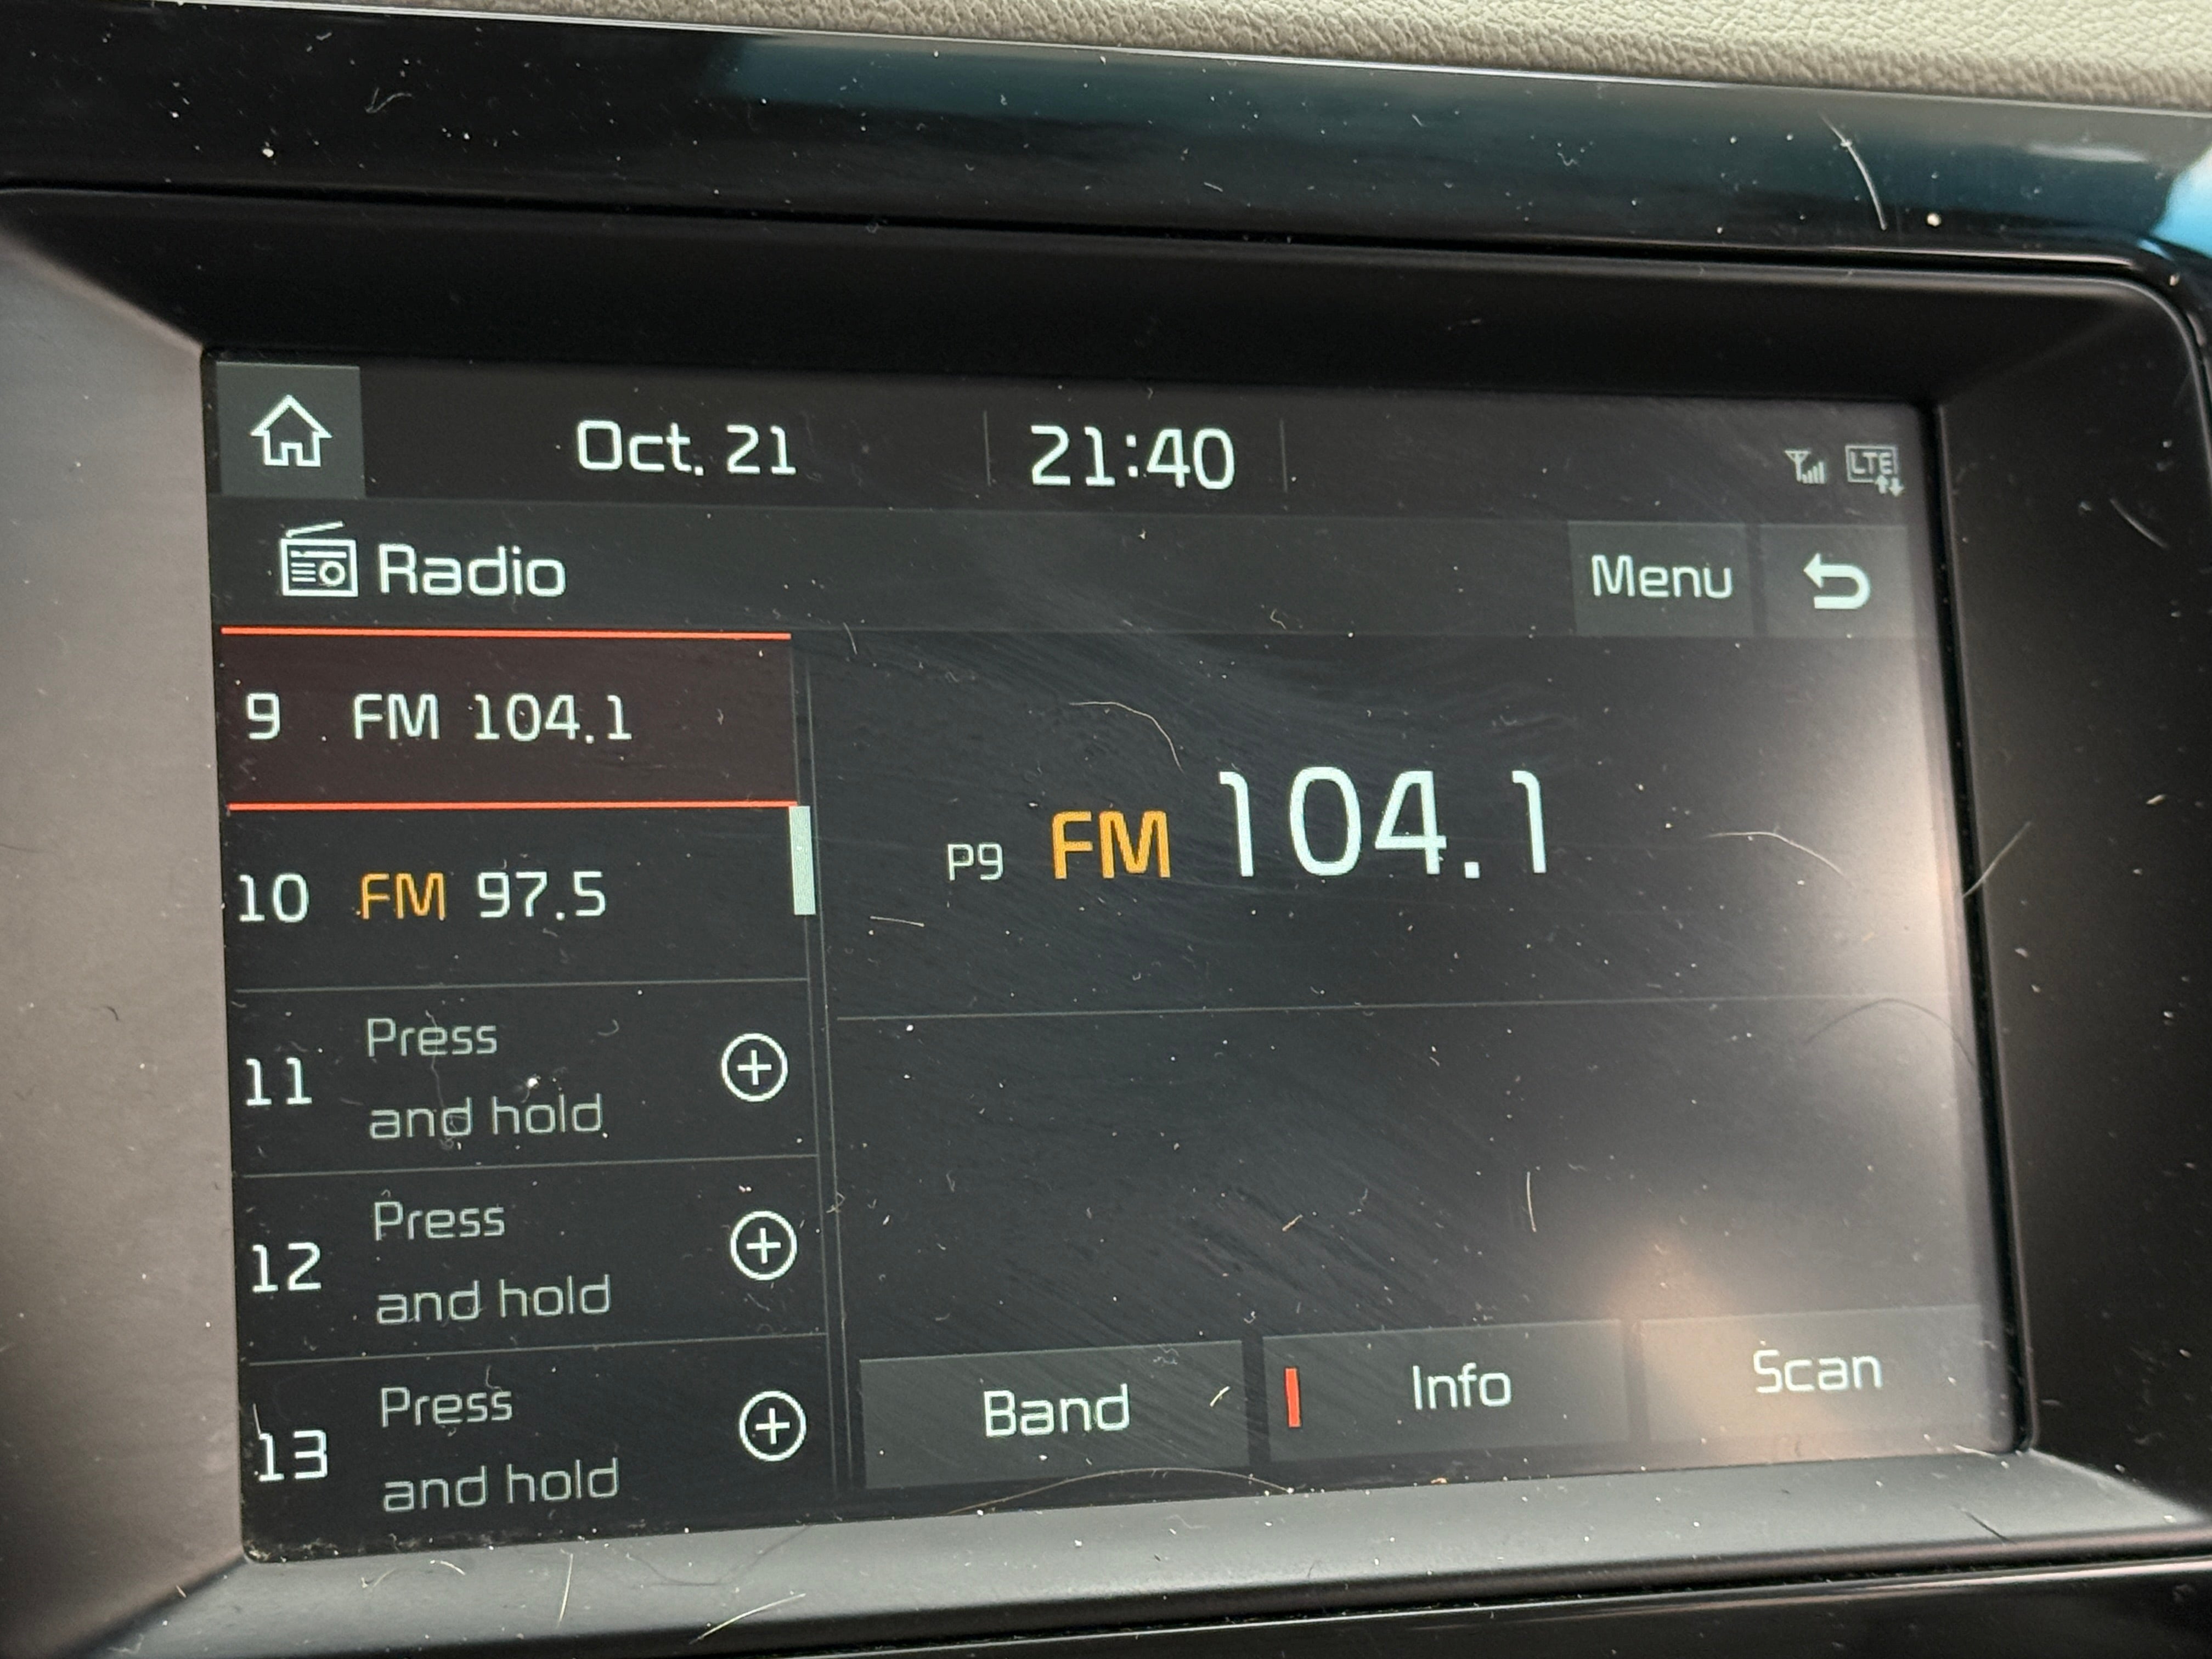 Oct. 21 21:40 LTE
Radio Menu
9 FM 104.1
P9 FM 104.1
10 FM 97.5
11 Press
and hold
12 Press
and hold
13 Press
and hold
Band Info Scan